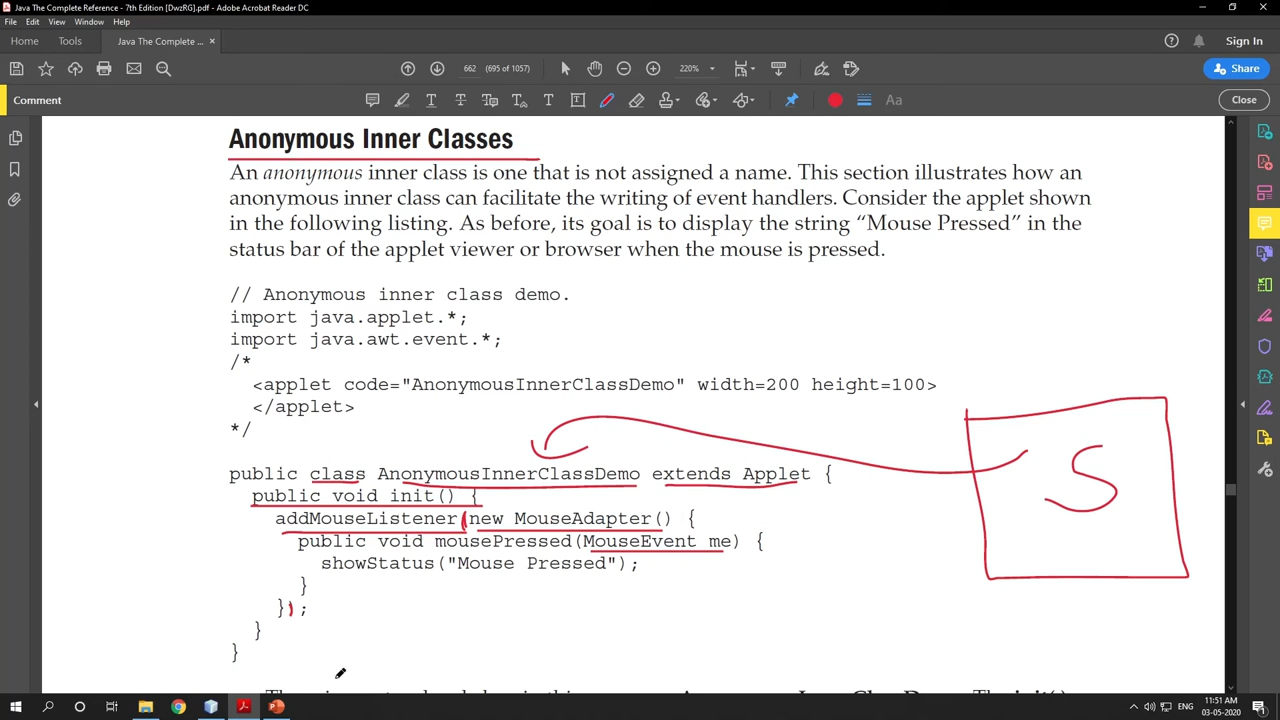 Java The Complete Reference - 7th Edition [DwzRG].pdf - Adobe Acrobat Reader DC
File Edit View Window Help
Home Tools Java The Complete ... × Sign In
662 (695 of 1057) 220% Share
Comment Aa Close
Anonymous Inner Classes
An anonymous inner class is one that is not assigned a name. This section illustrates how an
anonymous inner class can facilitate the writing of event handlers. Consider the applet shown
in the following listing. As before, its goal is to display the string “Mouse Pressed” in the
status bar of the applet viewer or browser when the mouse is pressed.
// Anonymous inner class demo.
import java.applet.*;
import java.awt.event.*;
/*
<applet code="AnonymousInnerClassDemo" width=200 height=100>
</applet>
*/
public class AnonymousInnerClassDemo extends Applet {
public void init() {
addMouseListener(new MouseAdapter() {
public void mousePressed(MouseEvent me) {
showStatus("Mouse Pressed");
}
});
}
}
S
ENG
11:51 AM
03-05-2020